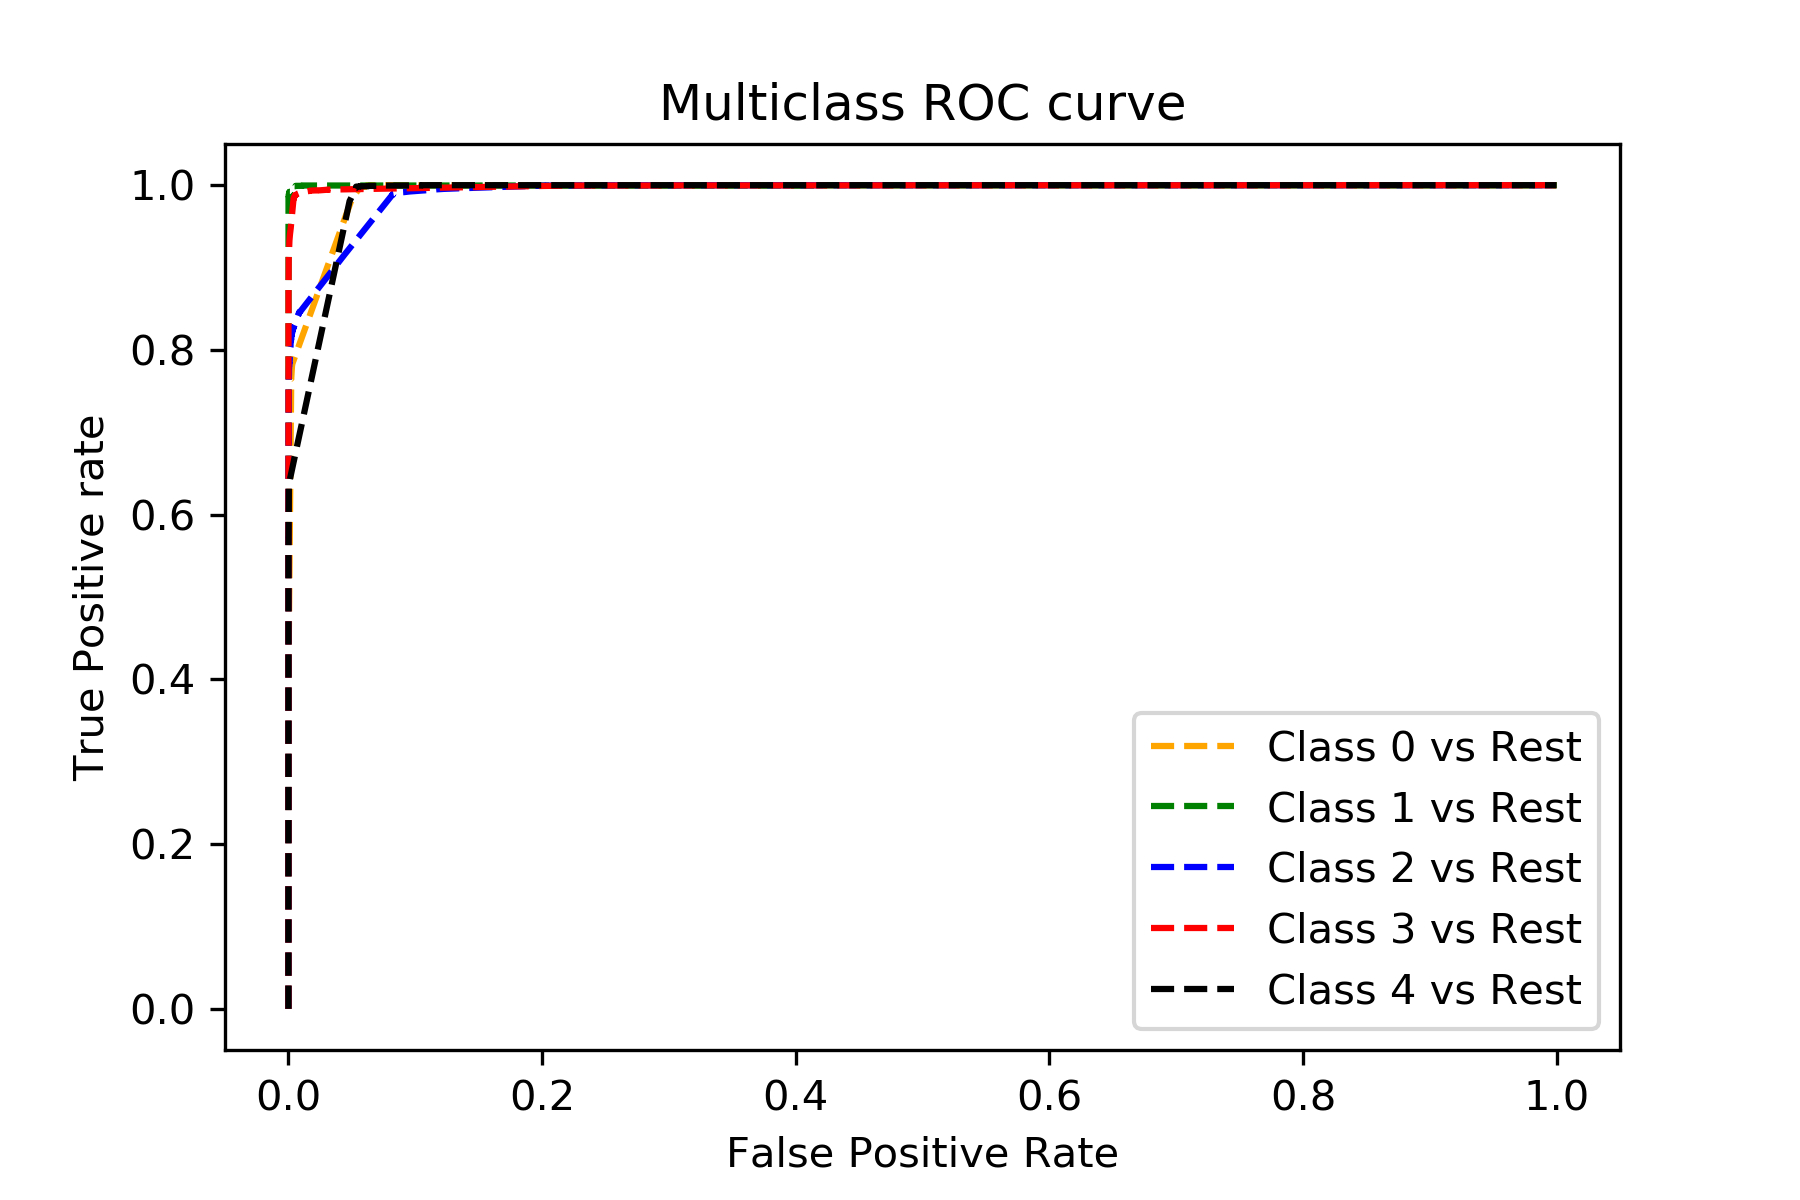 Multiclass ROC curve
1.0
0.8
0.6
0.4
0.2
0.0
True Positive rate
Class 0 vs Rest
Class 1 vs Rest
Class 2 vs Rest
Class 3 vs Rest
Class 4 vs Rest
0.0 0.2 0.4 0.6 0.8 1.0
False Positive Rate